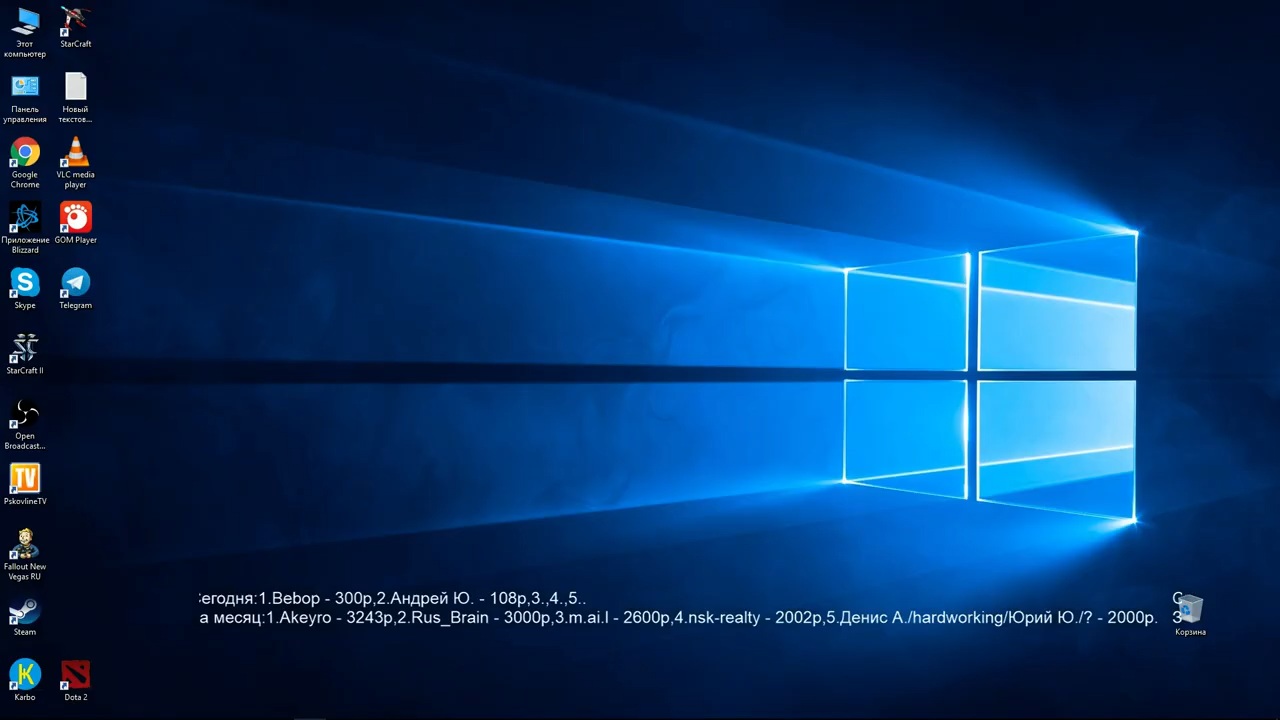 Этот
компьютер
StarCraft
Панель
управления
Новый
текстов...
Google
Chrome
VLC media
player
Приложение
Blizzard
GOM Player
Skype
Telegram
StarCraft II
Open
Broadcast...
TV
PskovlineTV
Fallout New
Vegas RU
Steam
Karbo
Dota 2
егодня:1.Bebop - 300р,2.Андрей Ю. - 108р,3.,4.,5..
а месяц:1.Akeyro - 3243р,2.Rus_Brain - 3000р,3.m.ai.l - 2600р,4.nsk-realty - 2002р,5.Денис А./hardworking/Юрий Ю./? - 2000р.
Корзина